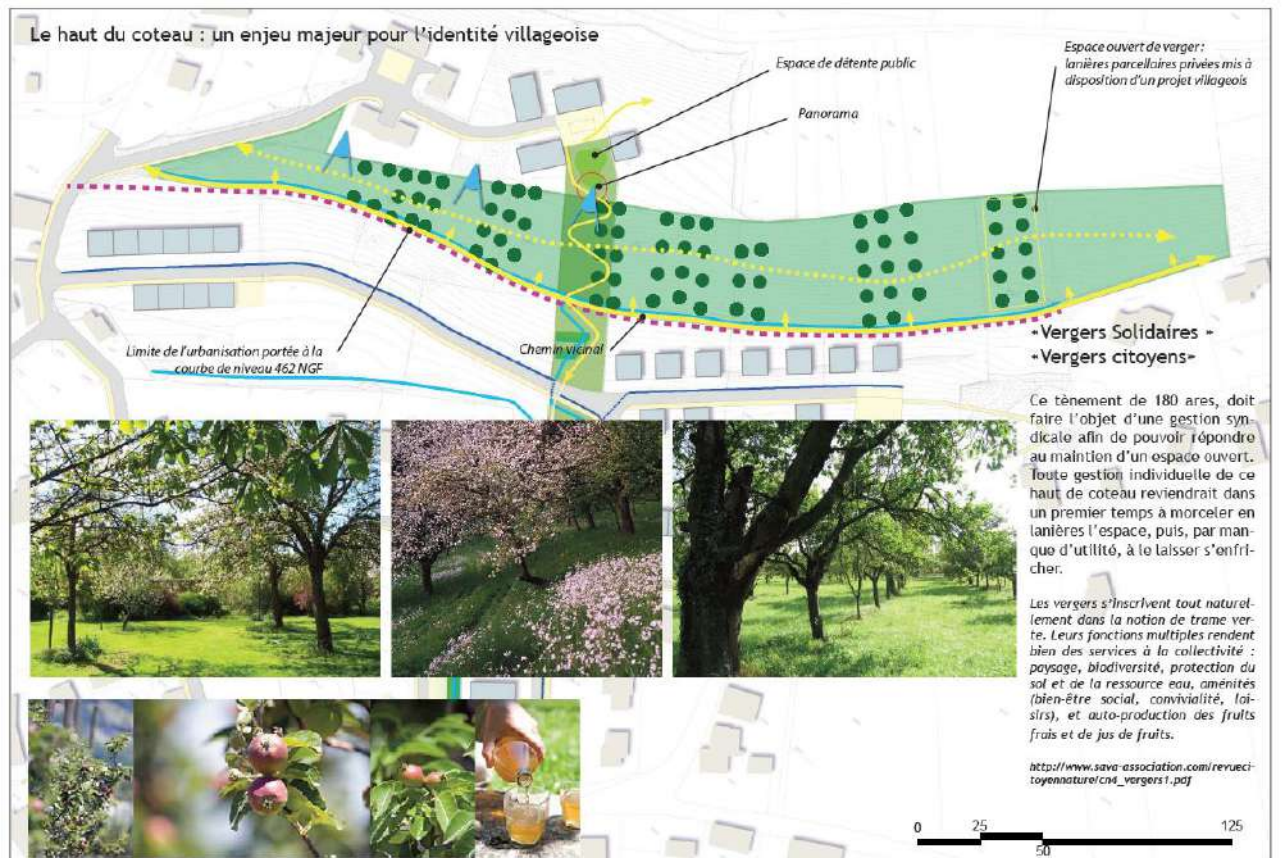 Le haut du coteau : un enjeu majeur pour l'identité villageoise
Espace de détente public
Panorama
Espace ouvert de verger :
lanières parcellaires privées mis à
disposition d'un projet villageois
Limite de l'urbanisation portée à la
courbe de niveau 462 NGF
Chemin vicinal
«Vergers Solidaires »
«Vergers citoyens»
Ce tènement de 180 ares, doit
faire l'objet d'une gestion syn-
dicale afin de pouvoir répondre
au maintien d'un espace ouvert.
Toute gestion individuelle de ce
haut de coteau reviendrait dans
un premier temps à morceler en
lanières l'espace, puis, par man-
que d'utilité, à le laisser s'enfri-
cher.
Les vergers s'inscrivent tout naturel-
lement dans la notion de trame ver-
te. Leurs fonctions multiples rendent
bien des services à la collectivité :
paysage, biodiversité, protection du
sol et de la ressource eau, aménités
(bien-être social, convivialité, loi-
sirs), et auto-production des fruits
frais et de jus de fruits.
http://www.sava-association.com/revueci-
toyennature/cn4_vergers1.pdf
0 25 125
50